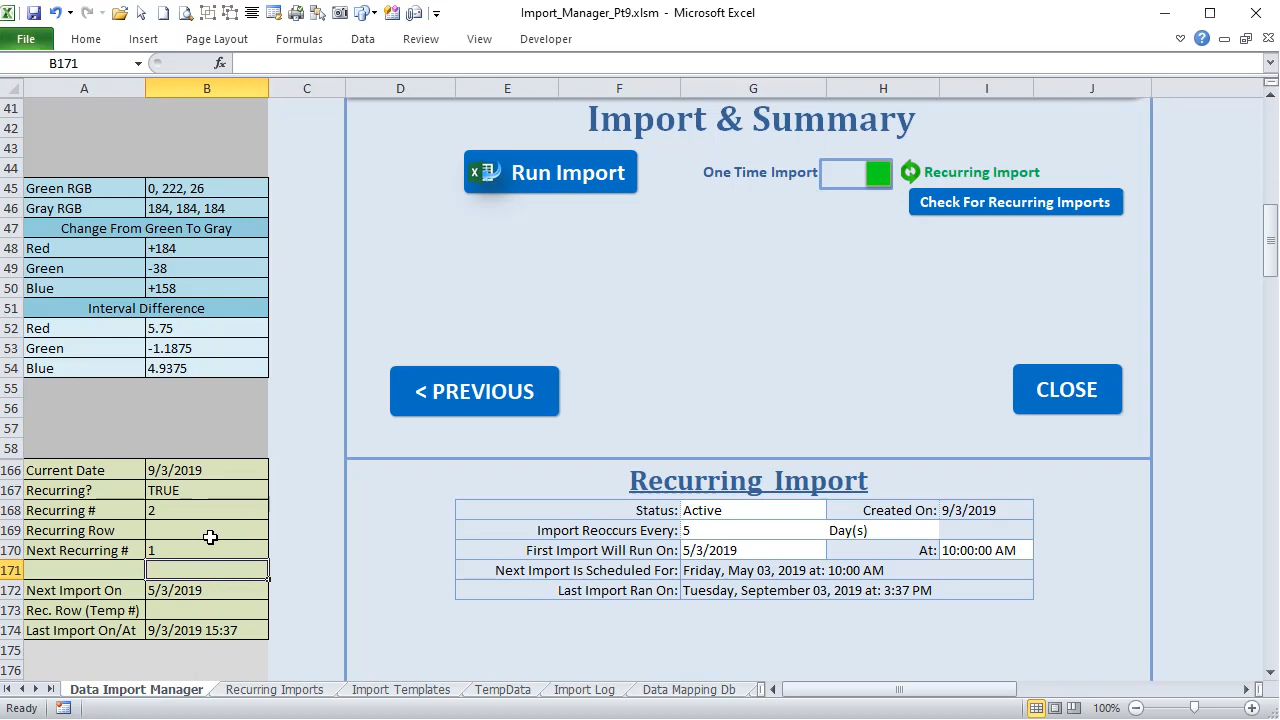 Import_Manager_Pt9.xlsm - Microsoft Excel
File Home Insert Page Layout Formulas Data Review View Developer
B171 fx
A B C D E F G H I J
41
42
43
44
45 Green RGB 0, 222, 26
46 Gray RGB 184, 184, 184
47 Change From Green To Gray
48 Red +184
49 Green -38
50 Blue +158
51 Interval Difference
52 Red 5.75
53 Green -1.1875
54 Blue 4.9375
55
56
57
58
166 Current Date 9/3/2019
167 Recurring? TRUE
168 Recurring # 2
169 Recurring Row
170 Next Recurring # 1
171
172 Next Import On 5/3/2019
173 Rec. Row (Temp #)
174 Last Import On/At 9/3/2019 15:37
175
176
Import & Summary
Run Import
One Time Import
Recurring Import
Check For Recurring Imports
< PREVIOUS
CLOSE
Recurring Import
Status: Active Created On: 9/3/2019
Import Reoccurs Every: 5 Day(s)
First Import Will Run On: 5/3/2019 At: 10:00:00 AM
Next Import Is Scheduled For: Friday, May 03, 2019 at: 10:00 AM
Last Import Ran On: Tuesday, September 03, 2019 at: 3:37 PM
Data Import Manager Recurring Imports Import Templates TempData Import Log Data Mapping Db
Ready 100%